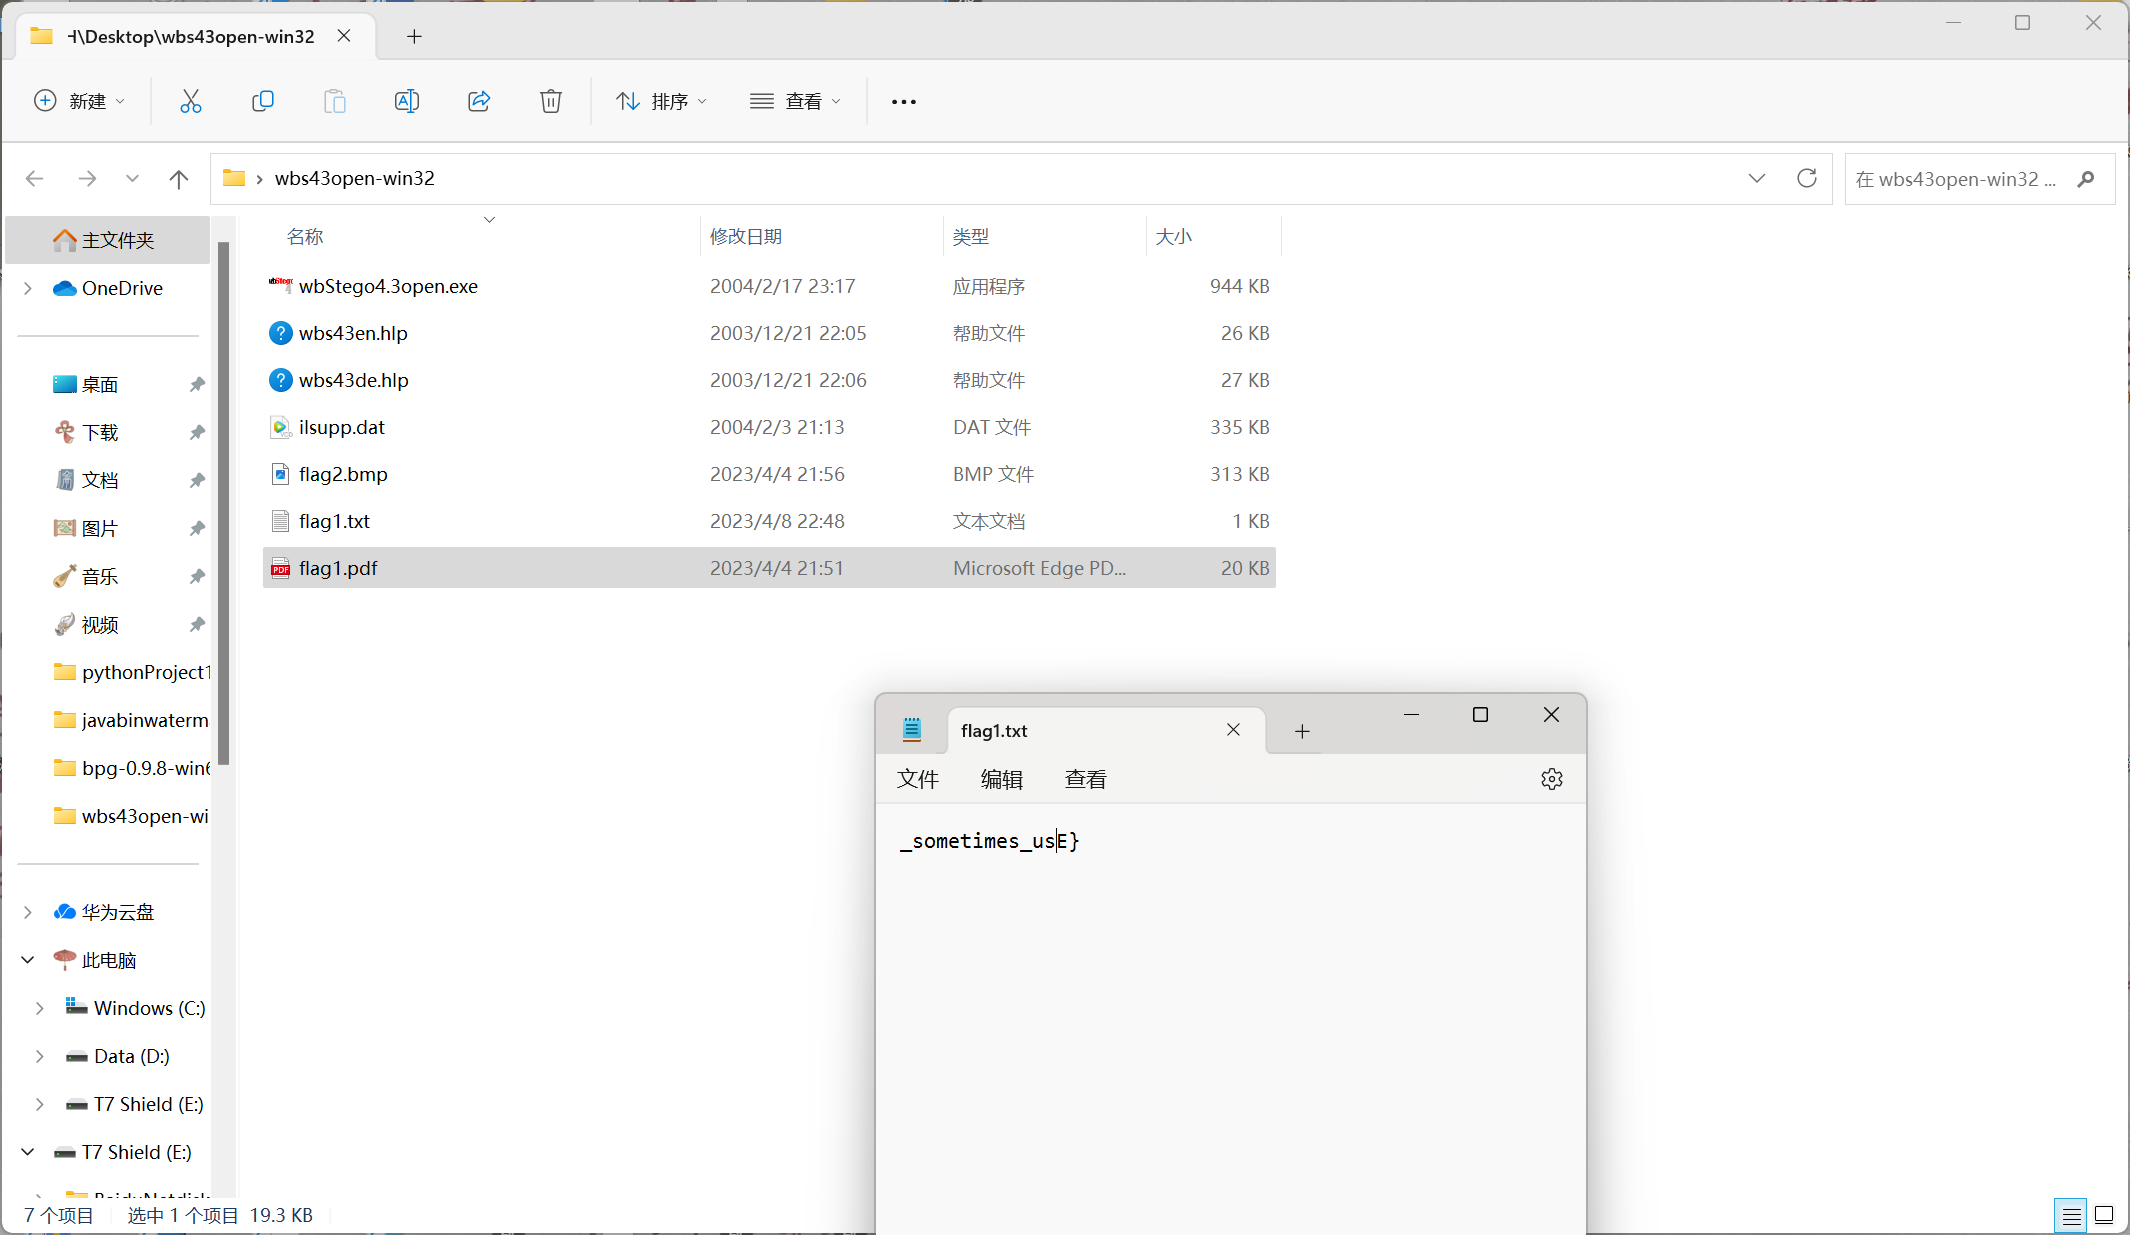 H\Desktop\wbs43open-win32
新建
排序
查看
wbs43open-win32
在 wbs43open-win32 ...
主文件夹
OneDrive
桌面
下载
文档
图片
音乐
视频
pythonProject1
javabinwaterm
bpg-0.9.8-win6
wbs43open-wi
华为云盘
此电脑
Windows (C:)
Data (D:)
T7 Shield (E:)
T7 Shield (E:)
BaiduNetdisk
名称 修改日期 类型 大小
wbStego4.3open.exe 2004/2/17 23:17 应用程序 944 KB
wbs43en.hlp 2003/12/21 22:05 帮助文件 26 KB
wbs43de.hlp 2003/12/21 22:06 帮助文件 27 KB
ilsupp.dat 2004/2/3 21:13 DAT 文件 335 KB
flag2.bmp 2023/4/4 21:56 BMP 文件 313 KB
flag1.txt 2023/4/8 22:48 文本文档 1 KB
flag1.pdf 2023/4/4 21:51 Microsoft Edge PD... 20 KB
flag1.txt
文件 编辑 查看
_sometimes_usE}
7 个项目 选中 1 个项目 19.3 KB